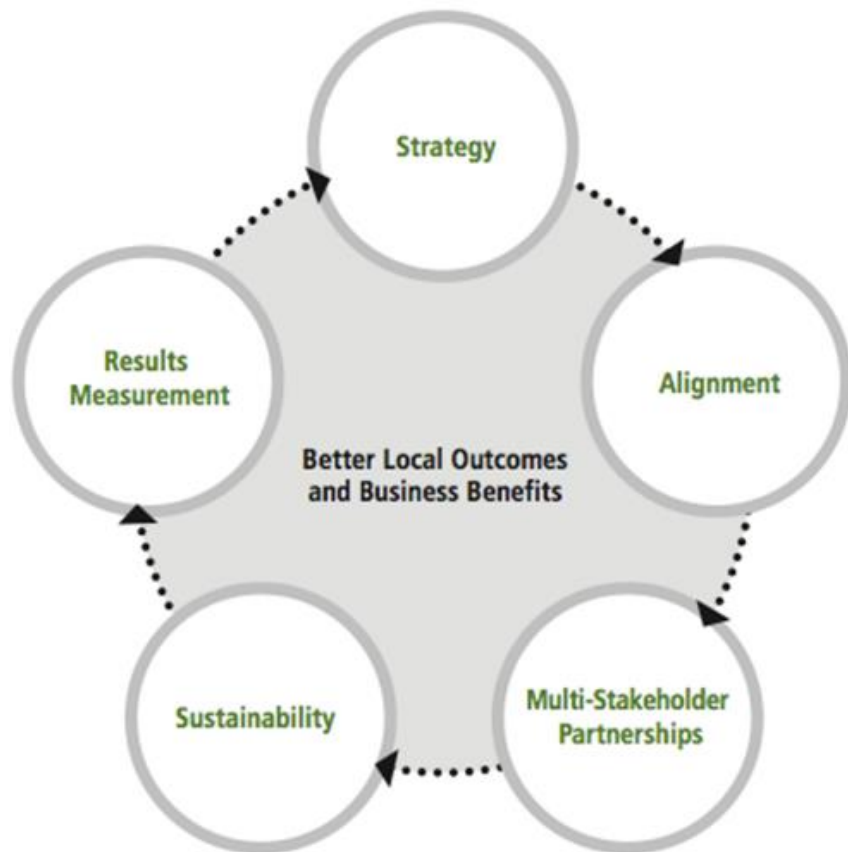 Strategy
Alignment
Multi-Stakeholder
Partnerships
Sustainability
Results
Measurement
Better Local Outcomes
and Business Benefits